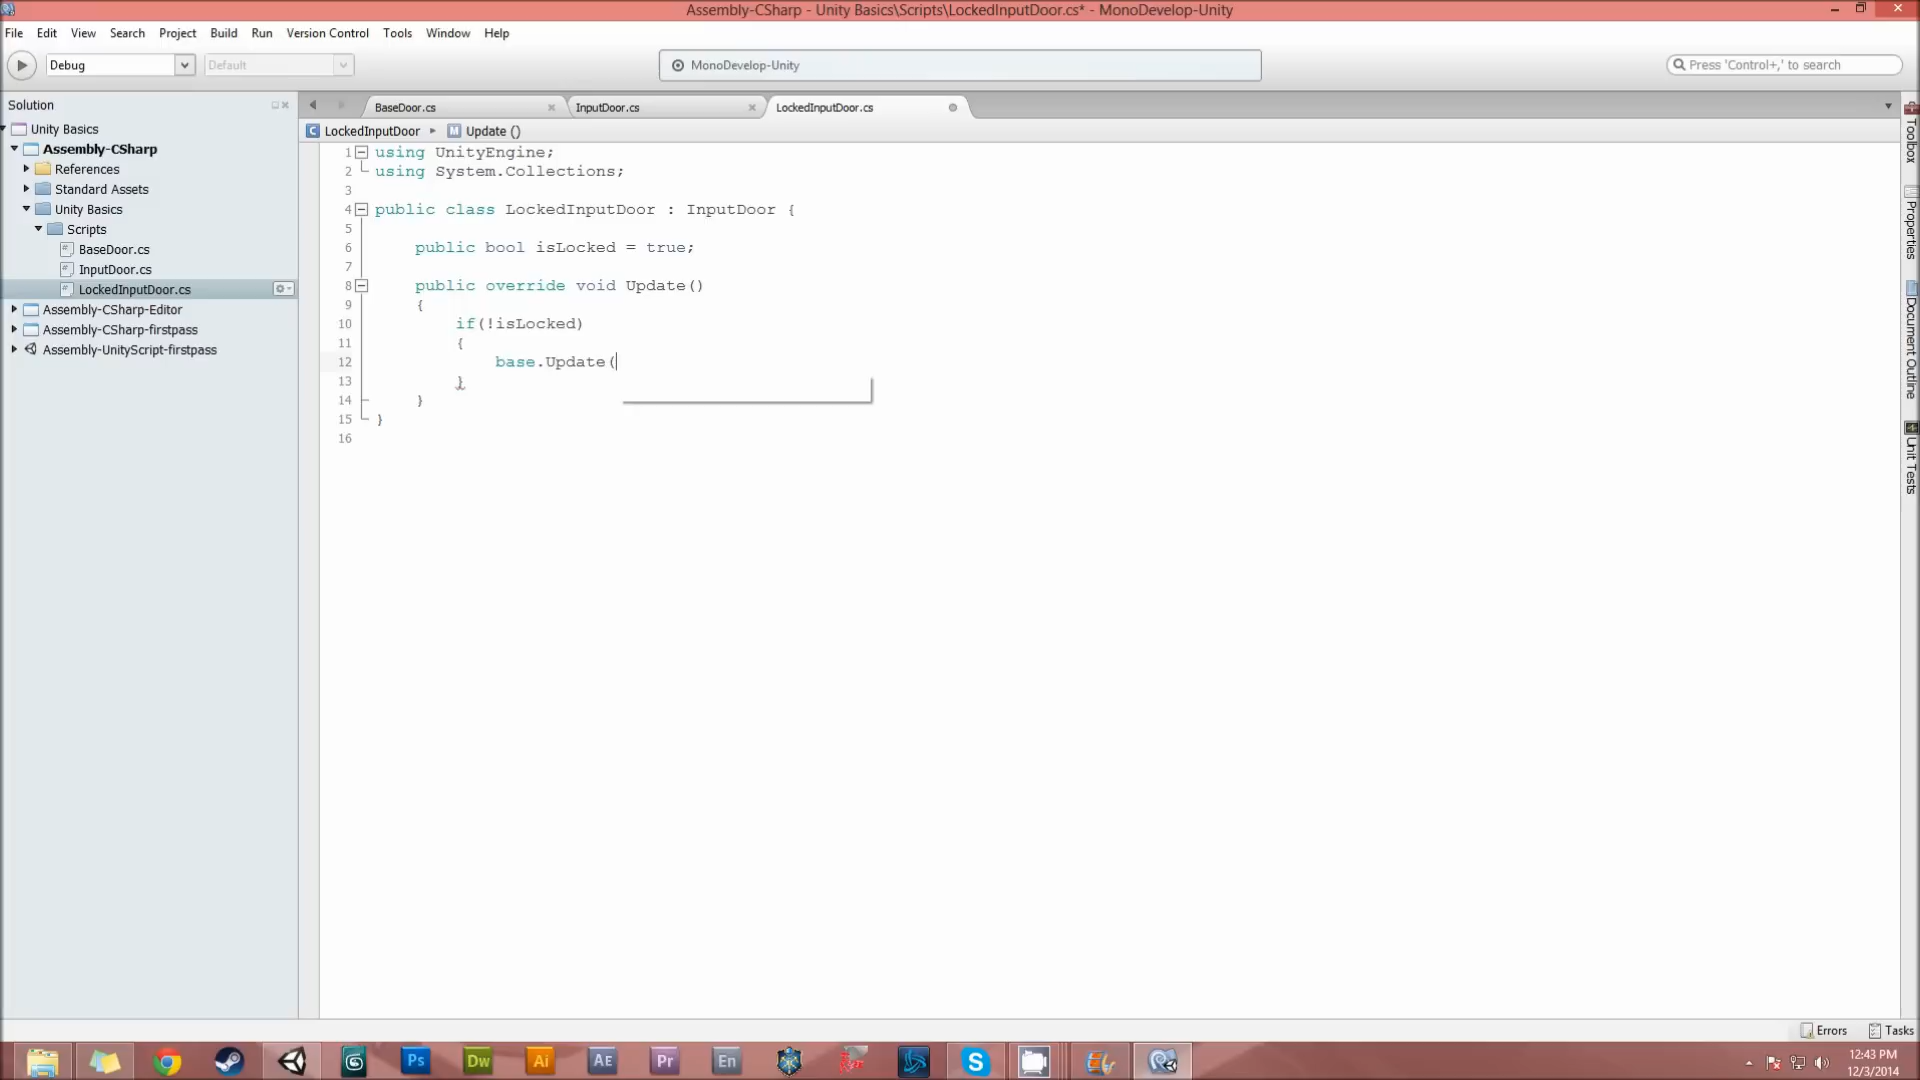 Assembly-CSharp - Unity Basics\Scripts\LockedInputDoor.cs* - MonoDevelop-Unity
File Edit View Search Project Build Run Version Control Tools Window Help
Debug Default MonoDevelop-Unity Press 'Control+,' to search
Solution
Unity Basics
Assembly-CSharp
References
Standard Assets
Unity Basics
Scripts
BaseDoor.cs
InputDoor.cs
LockedInputDoor.cs
Assembly-CSharp-Editor
Assembly-CSharp-firstpass
Assembly-UnityScript-firstpass
BaseDoor.cs InputDoor.cs LockedInputDoor.cs
C LockedInputDoor M Update ()
1 using UnityEngine;
2 using System.Collections;
3
4 public class LockedInputDoor : InputDoor {
5
6 public bool isLocked = true;
7
8 public override void Update()
9 {
10 if(!isLocked)
11 {
12 base.Update(
13 }
14 }
15 }
16
Toolbox
Properties
Document Outline
Unit Tests
Errors Tasks
Ps Dw Ai AE Pr En S
12:43 PM
12/3/2014